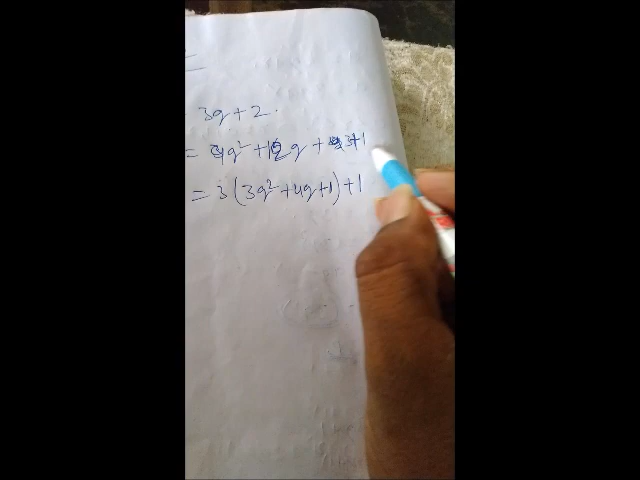 = 3q + 2.
= 9q² + 12q + 3 + 1
= 3(3q² + 4q + 1) + 1